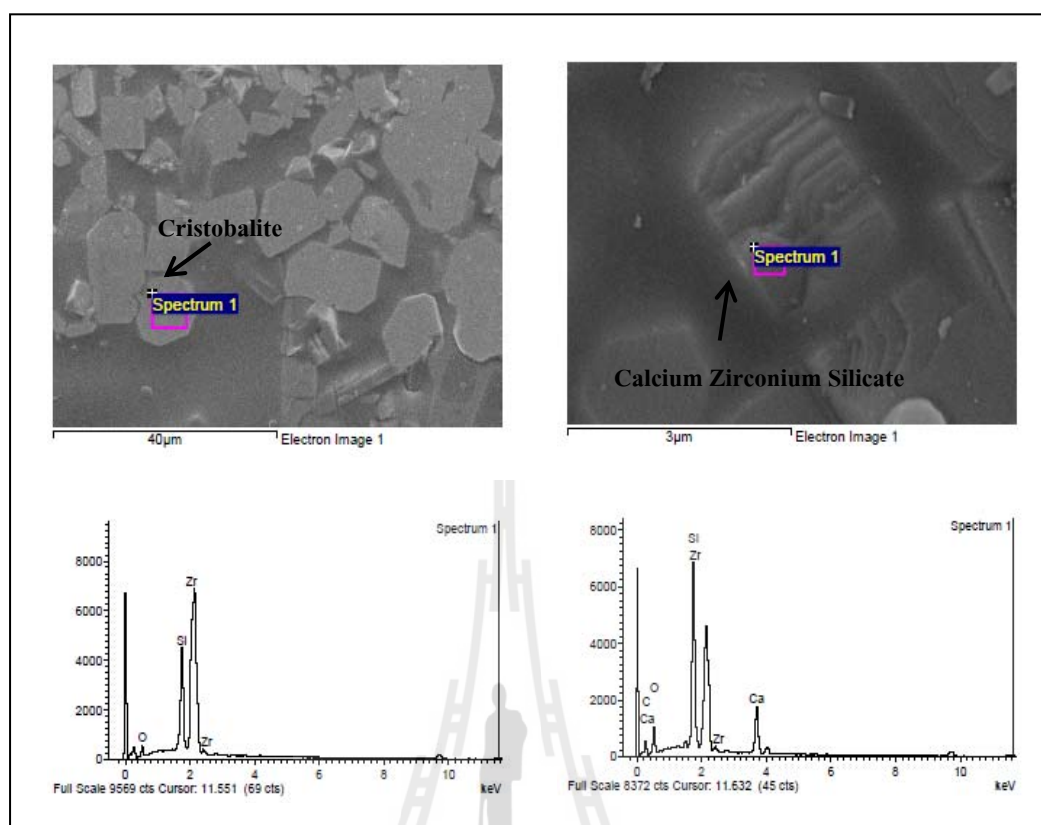 Cristobalite
Spectrum 1
40µm
Electron Image 1
Spectrum 1
Calcium Zirconium Silicate
3µm
Electron Image 1
Spectrum 1
8000
6000
4000
2000
0
Zr
Si
O
Zr
0 2 4 6 8 10
Full Scale 9569 cts Cursor: 11.551 (69 cts)
keV
Spectrum 1
8000
6000
4000
2000
0
Si
Zr
O
C
Ca
Zr
Ca
0 2 4 6 8 10
Full Scale 8372 cts Cursor: 11.632 (45 cts)
keV